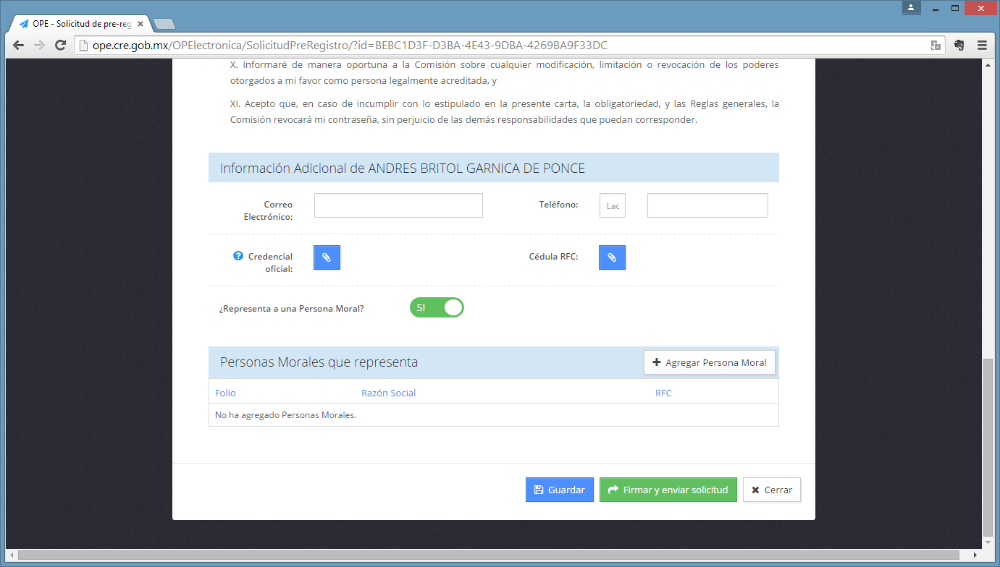 OPE - Solicitud de pre-reg
ope.cre.gob.mx/OPElectronica/SolicitudPreRegistro/?id=BEBC1D3F-D3BA-4E43-9DBA-4269BA9F33DC
X. Informaré de manera oportuna a la Comisión sobre cualquier modificación, limitación o revocación de los poderes
otorgados a mi favor como persona legalmente acreditada, y
XI. Acepto que, en caso de incumplir con lo estipulado en la presente carta, la obligatoriedad, y las Reglas generales, la
Comisión revocará mi contraseña, sin perjuicio de las demás responsabilidades que puedan corresponder.
Información Adicional de ANDRES BRITOL GARNICA DE PONCE
Correo
Electrónico:
Teléfono:
Lac
Credencial
oficial:
Cédula RFC:
¿Representa a una Persona Moral?
SI
Personas Morales que representa
Agregar Persona Moral
Folio
Razón Social
RFC
No ha agregado Personas Morales.
Guardar
Firmar y enviar solicitud
Cerrar